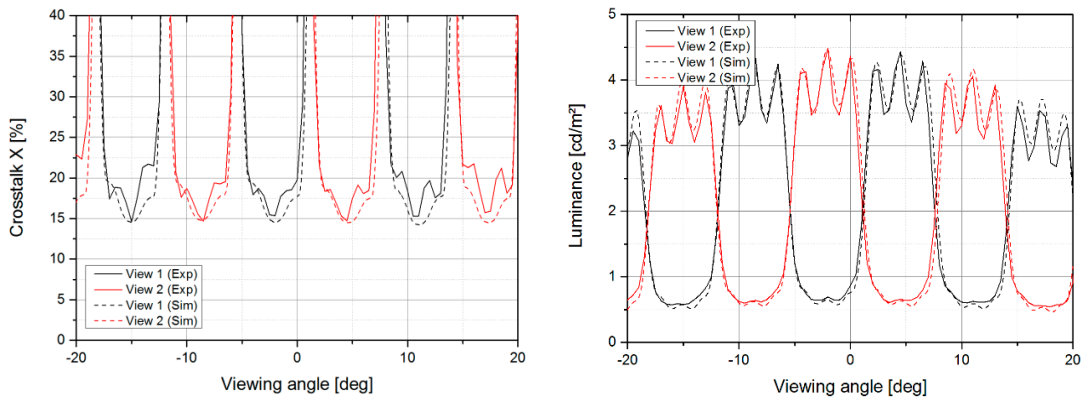 Crosstalk X [%]
40
35
30
25
20
15
10
5
0
View 1 (Exp)
View 2 (Exp)
View 1 (Sim)
View 2 (Sim)
-20
-10
0
10
20
Viewing angle [deg]
Luminance [cd/m²]
5
4
3
2
1
0
View 1 (Exp)
View 2 (Exp)
View 1 (Sim)
View 2 (Sim)
-20
-10
0
10
20
Viewing angle [deg]